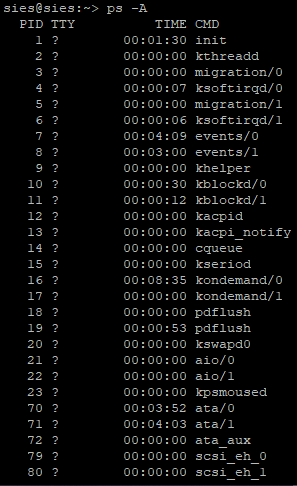 sies@sies:~> ps -A
  PID TTY          TIME CMD
    1 ?        00:01:30 init
    2 ?        00:00:00 kthreadd
    3 ?        00:00:00 migration/0
    4 ?        00:00:07 ksoftirqd/0
    5 ?        00:00:00 migration/1
    6 ?        00:00:06 ksoftirqd/1
    7 ?        00:04:09 events/0
    8 ?        00:03:00 events/1
    9 ?        00:00:00 khelper
   10 ?        00:00:30 kblockd/0
   11 ?        00:00:12 kblockd/1
   12 ?        00:00:00 kacpid
   13 ?        00:00:00 kacpi_notify
   14 ?        00:00:00 cqueue
   15 ?        00:00:00 kseriod
   16 ?        00:08:35 kondemand/0
   17 ?        00:00:00 kondemand/1
   18 ?        00:00:00 pdflush
   19 ?        00:00:53 pdflush
   20 ?        00:00:00 kswapd0
   21 ?        00:00:00 aio/0
   22 ?        00:00:00 aio/1
   23 ?        00:00:00 kpsmoused
   70 ?        00:03:52 ata/0
   71 ?        00:04:03 ata/1
   72 ?        00:00:00 ata_aux
   79 ?        00:00:00 scsi_eh_0
   80 ?        00:00:00 scsi_eh_1